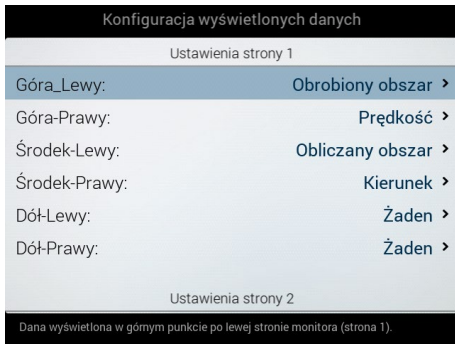 Konfiguracja wyświetlonych danych
Ustawienia strony 1
Góra_Lewy: Obrobiony obszar >
Góra-Prawy: Prędkość >
Środek-Lewy: Obliczany obszar >
Środek-Prawy: Kierunek >
Dół-Lewy: Żaden >
Dół-Prawy: Żaden >
Ustawienia strony 2
Dana wyświetlona w górnym punkcie po lewej stronie monitora (strona 1).